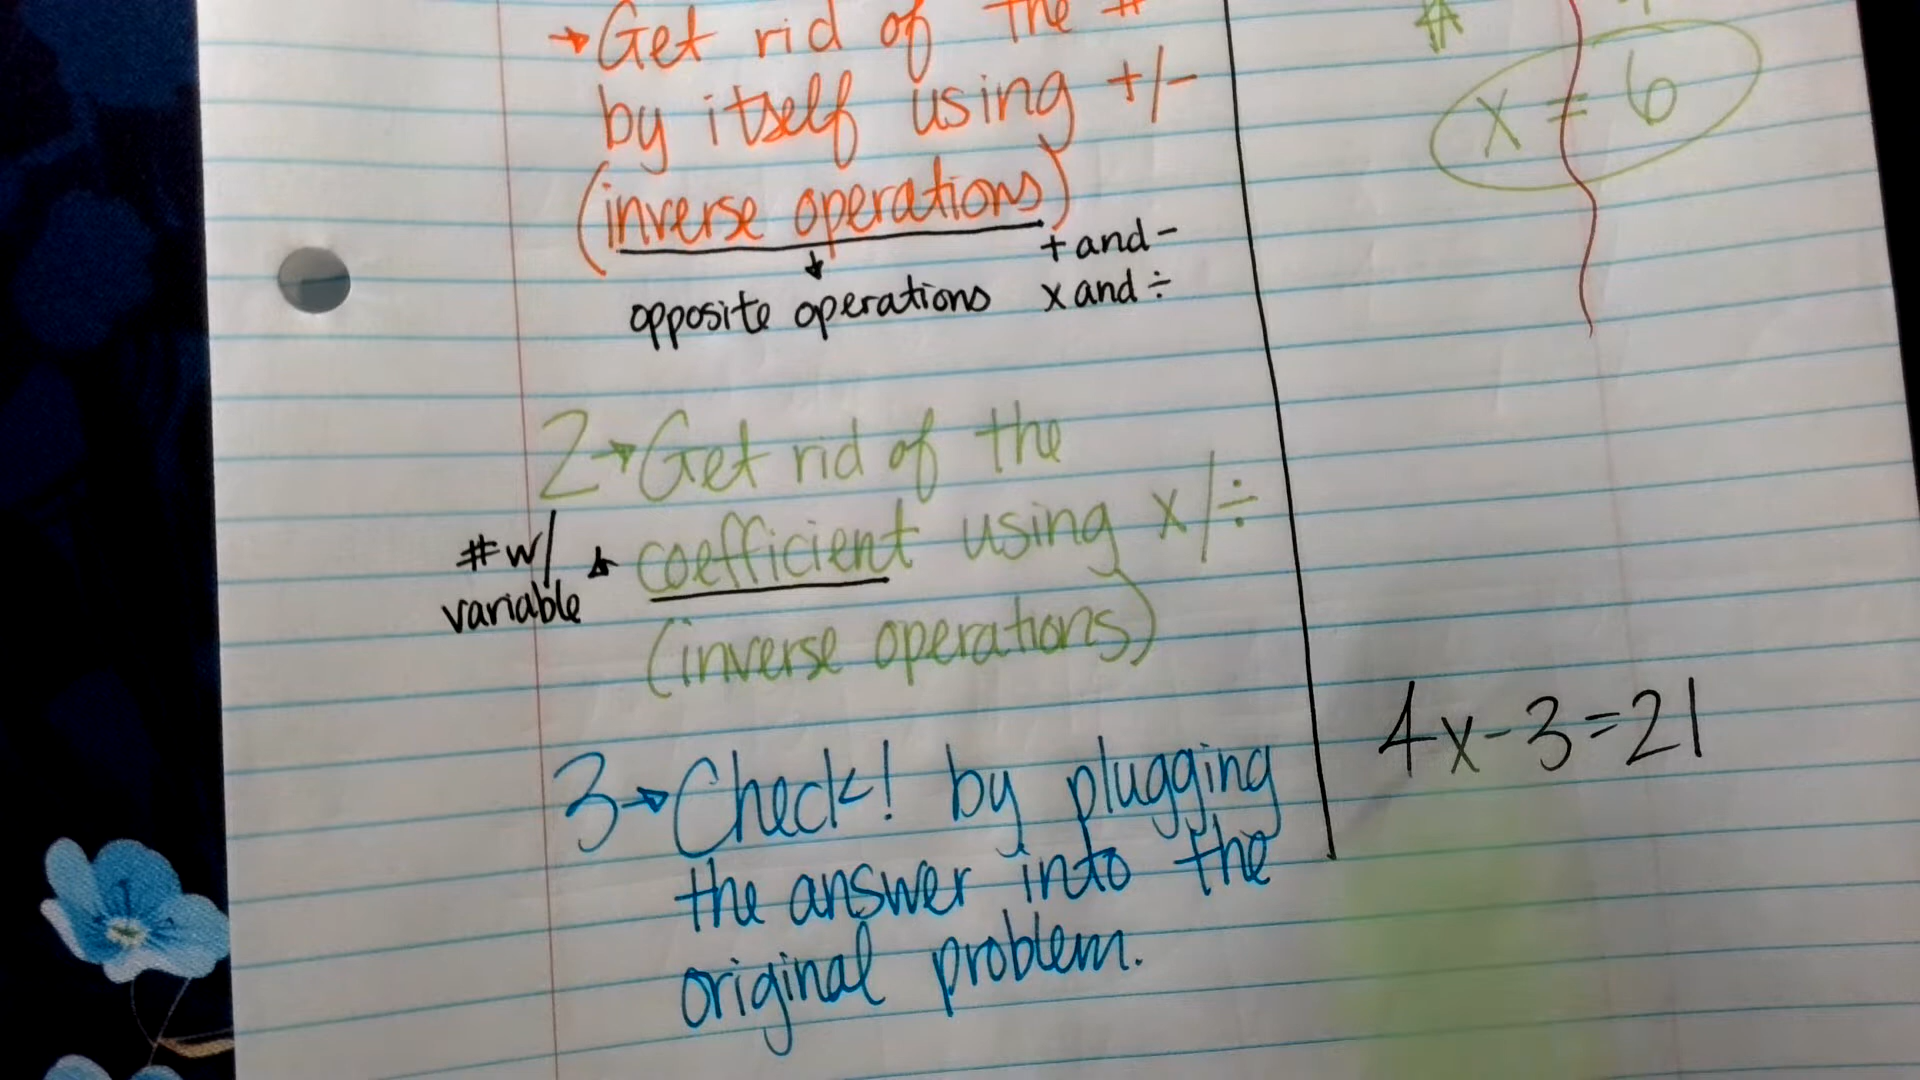 →Get rid of the #
by itself using +/-
(inverse operations)
+ and -
opposite operations x and ÷
2→Get rid of the
#w/
variable
coefficient using x/÷
(inverse operations)
3→Check! by plugging
the answer into the
original problem.
x = 6
4x-3=21